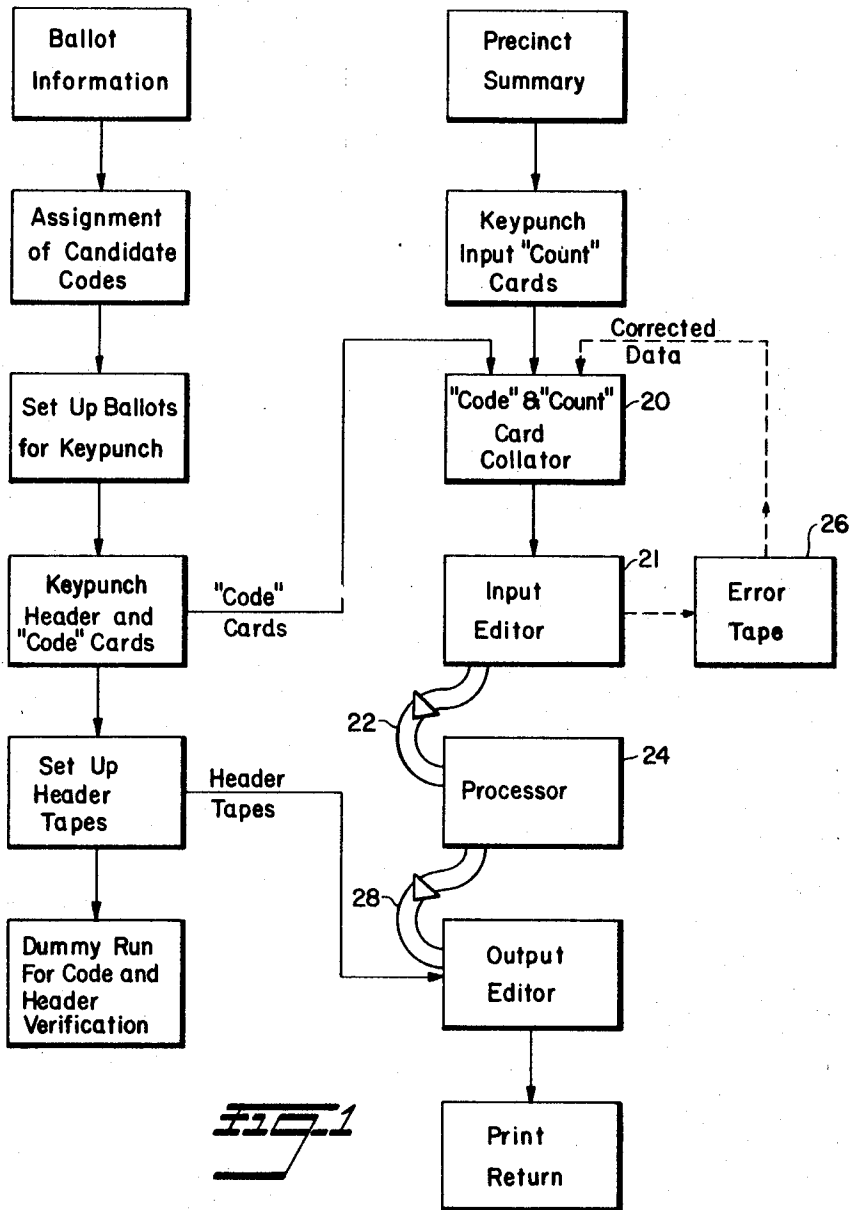 Ballot
Information
Assignment
of Candidate
Codes
Set Up Ballots
for Keypunch
Keypunch
Header and
"Code" Cards
"Code"
Cards
Set Up
Header
Tapes
Header
Tapes
Dummy Run
For Code and
Header
Verification
Precinct
Summary
Keypunch
Input "Count"
Cards
Corrected
Data
"Code" & "Count"
Card
Collator
20
Input
Editor
21
Error
Tape
26
22
Processor
24
28
Output
Editor
Print
Return
Fig. 1